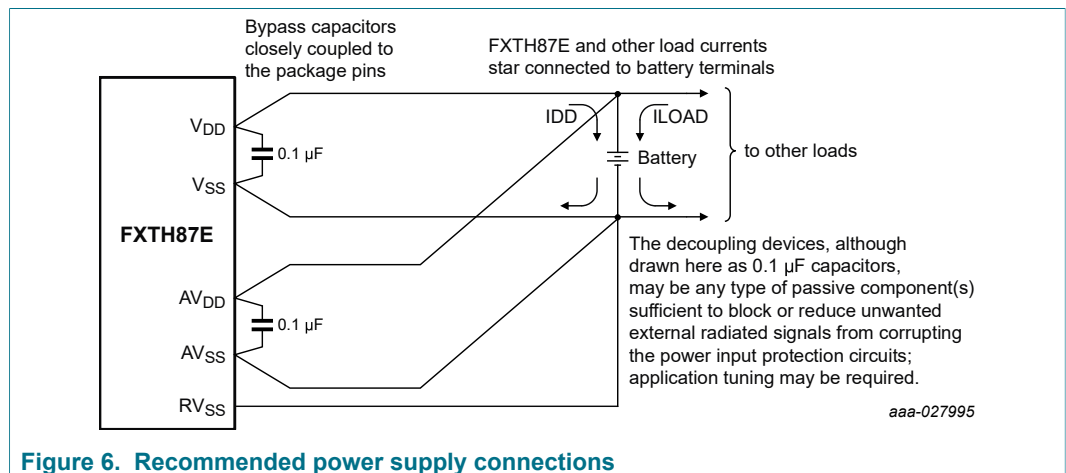 Bypass capacitors
closely coupled to
the package pins
FXTH87E and other load currents
star connected to battery terminals
VDD
0.1 µF
VSS
FXTH87E
AVDD
0.1 µF
AVSS
RVSS
IDD
ILOAD
Battery
to other loads
The decoupling devices, although
drawn here as 0.1 µF capacitors,
may be any type of passive component(s)
sufficient to block or reduce unwanted
external radiated signals from corrupting
the power input protection circuits;
application tuning may be required.
aaa-027995
Figure 6. Recommended power supply connections